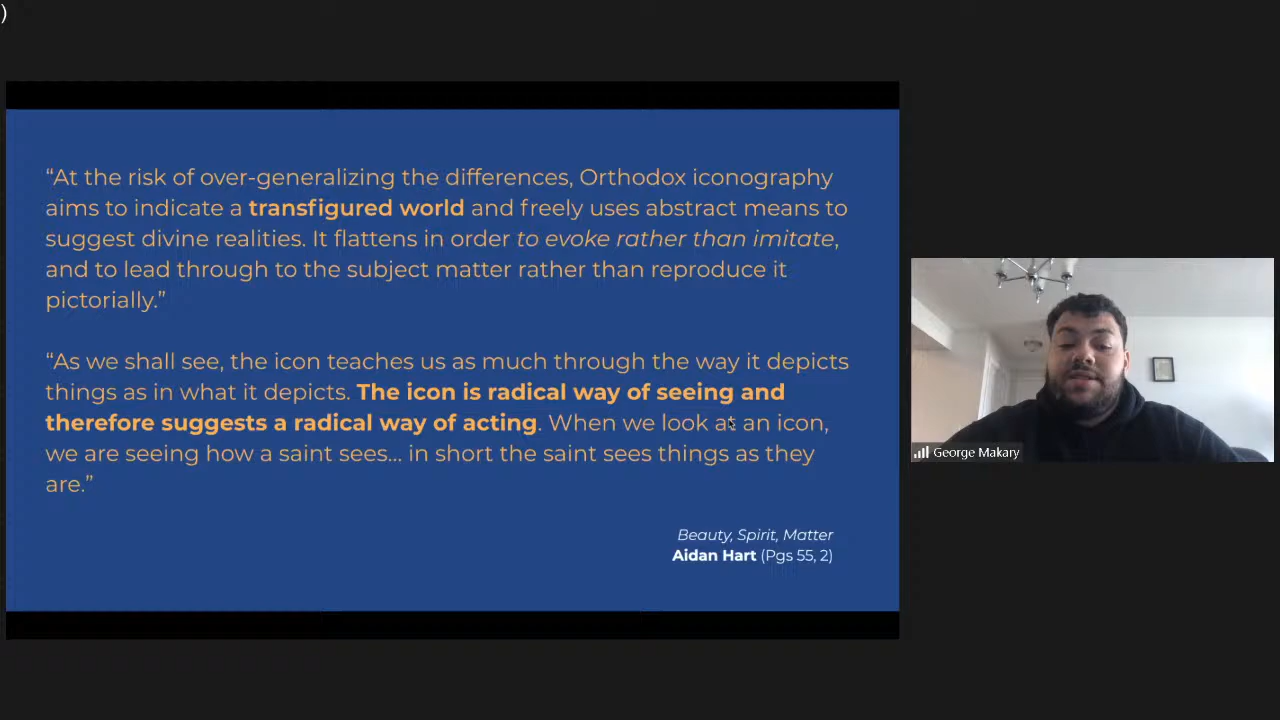 )
“At the risk of over-generalizing the differences, Orthodox iconography
aims to indicate a transfigured world and freely uses abstract means to
suggest divine realities. It flattens in order to evoke rather than imitate,
and to lead through to the subject matter rather than reproduce it
pictorially.”
“As we shall see, the icon teaches us as much through the way it depicts
things as in what it depicts. The icon is radical way of seeing and
therefore suggests a radical way of acting. When we look at an icon,
we are seeing how a saint sees... in short the saint sees things as they
are.”
Beauty, Spirit, Matter
Aidan Hart (Pgs 55, 2)
George Makary